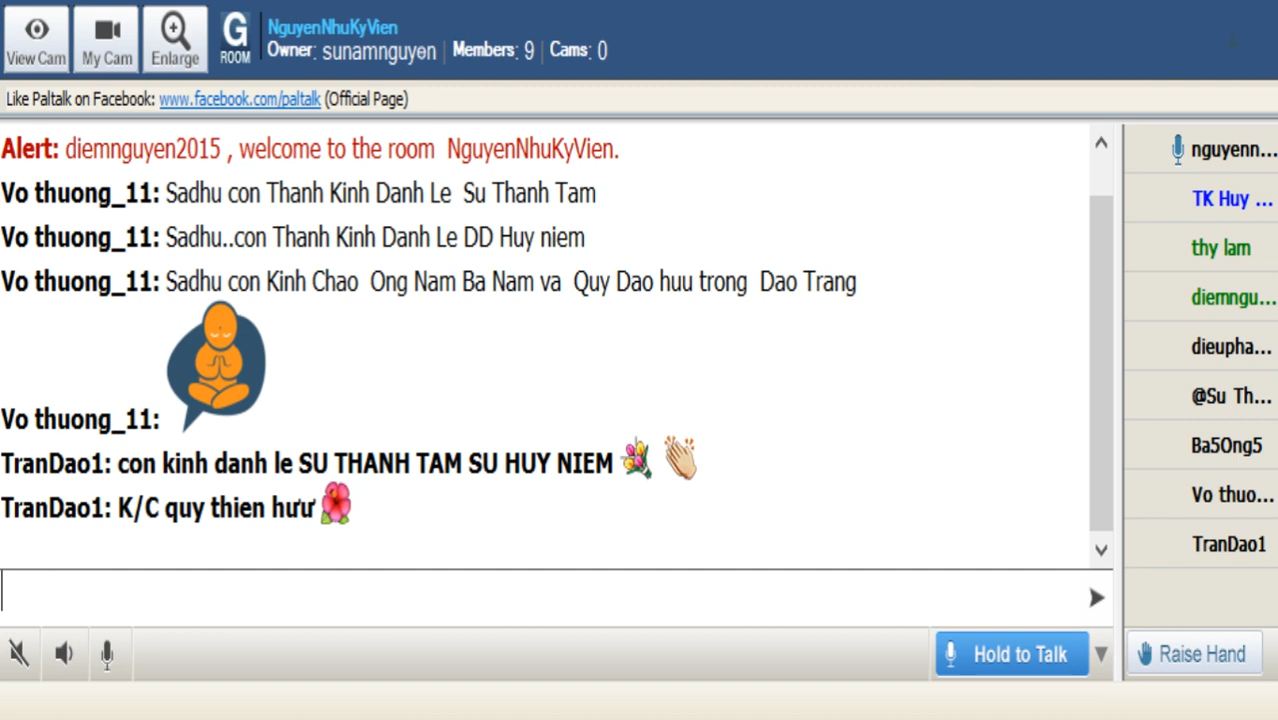 View Cam
My Cam
Enlarge
G
ROOM
NguyenNhuKyVien
Owner: sunamnguyen | Members: 9 | Cams: 0
Like Paltalk on Facebook: www.facebook.com/paltalk (Official Page)
Alert: diemnguyen2015 , welcome to the room NguyenNhuKyVien.
Vo thuong_11: Sadhu con Thanh Kinh Danh Le Su Thanh Tam
Vo thuong_11: Sadhu..con Thanh Kinh Danh Le DD Huy niem
Vo thuong_11: Sadhu con Kinh Chao Ong Nam Ba Nam va Quy Dao huu trong Dao Trang
Vo thuong_11:
TranDao1: con kinh danh le SU THANH TAM SU HUY NIEM
TranDao1: K/C quy thien hưư
nguyenn...
TK Huy ...
thy lam
diemngu...
dieupha...
@Su Th...
Ba5Ong5
Vo thuo...
TranDao1
Hold to Talk
Raise Hand